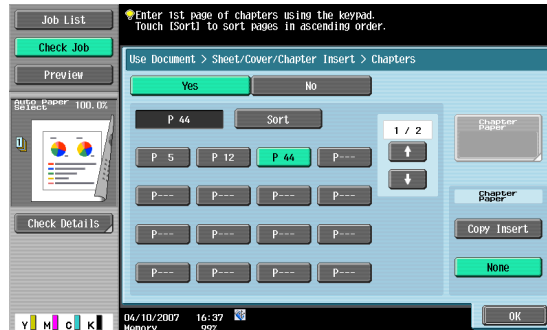 Job List
Check Job
Preview
Auto Paper Select 100.0%
Check Details
Y M C K
Enter 1st page of chapters using the keypad.
Touch [Sort] to sort pages in ascending order.
Use Document > Sheet/Cover/Chapter Insert > Chapters
Yes No
P 44 Sort
1 / 2
P 5 P 12 P 44 P---
P--- P--- P--- P---
P--- P--- P--- P---
P--- P--- P--- P---
Chapter Paper
Chapter Paper
Copy Insert
None
04/10/2007 16:37
Memory 99%
OK